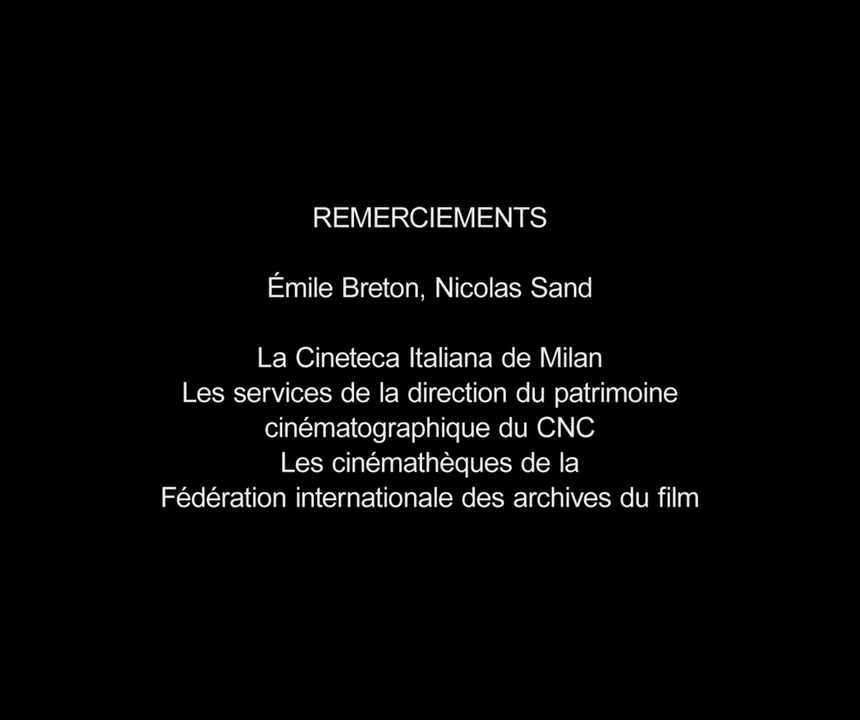 REMERCIEMENTS
Émile Breton, Nicolas Sand
La Cineteca Italiana de Milan
Les services de la direction du patrimoine
cinématographique du CNC
Les cinémathèques de la
Fédération internationale des archives du film